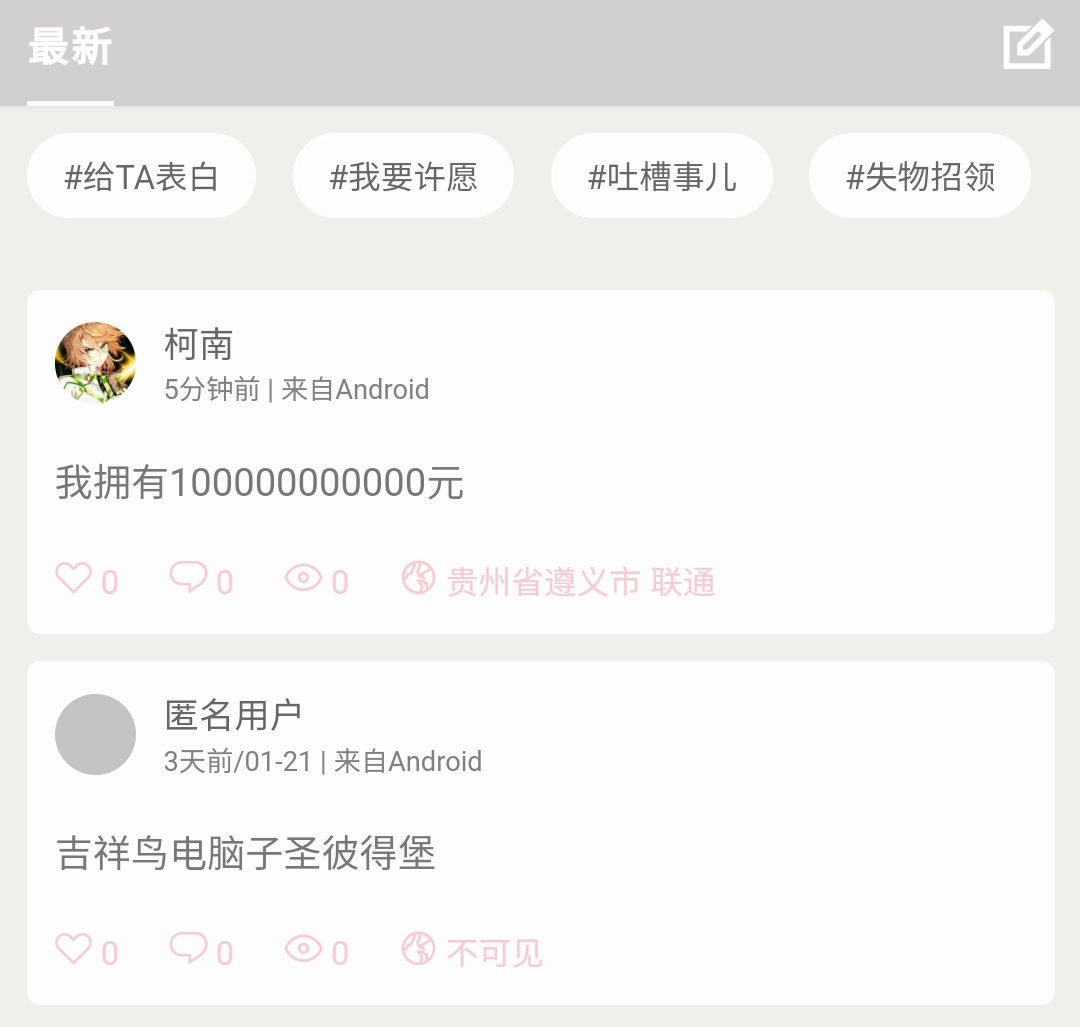 最新
#给TA表白 #我要许愿 #吐槽事儿 #失物招领
柯南
5分钟前 | 来自Android
我拥有100000000000元
0 0 0 贵州省遵义市 联通
匿名用户
3天前/01-21 | 来自Android
吉祥鸟电脑子圣彼得堡
0 0 0 不可见